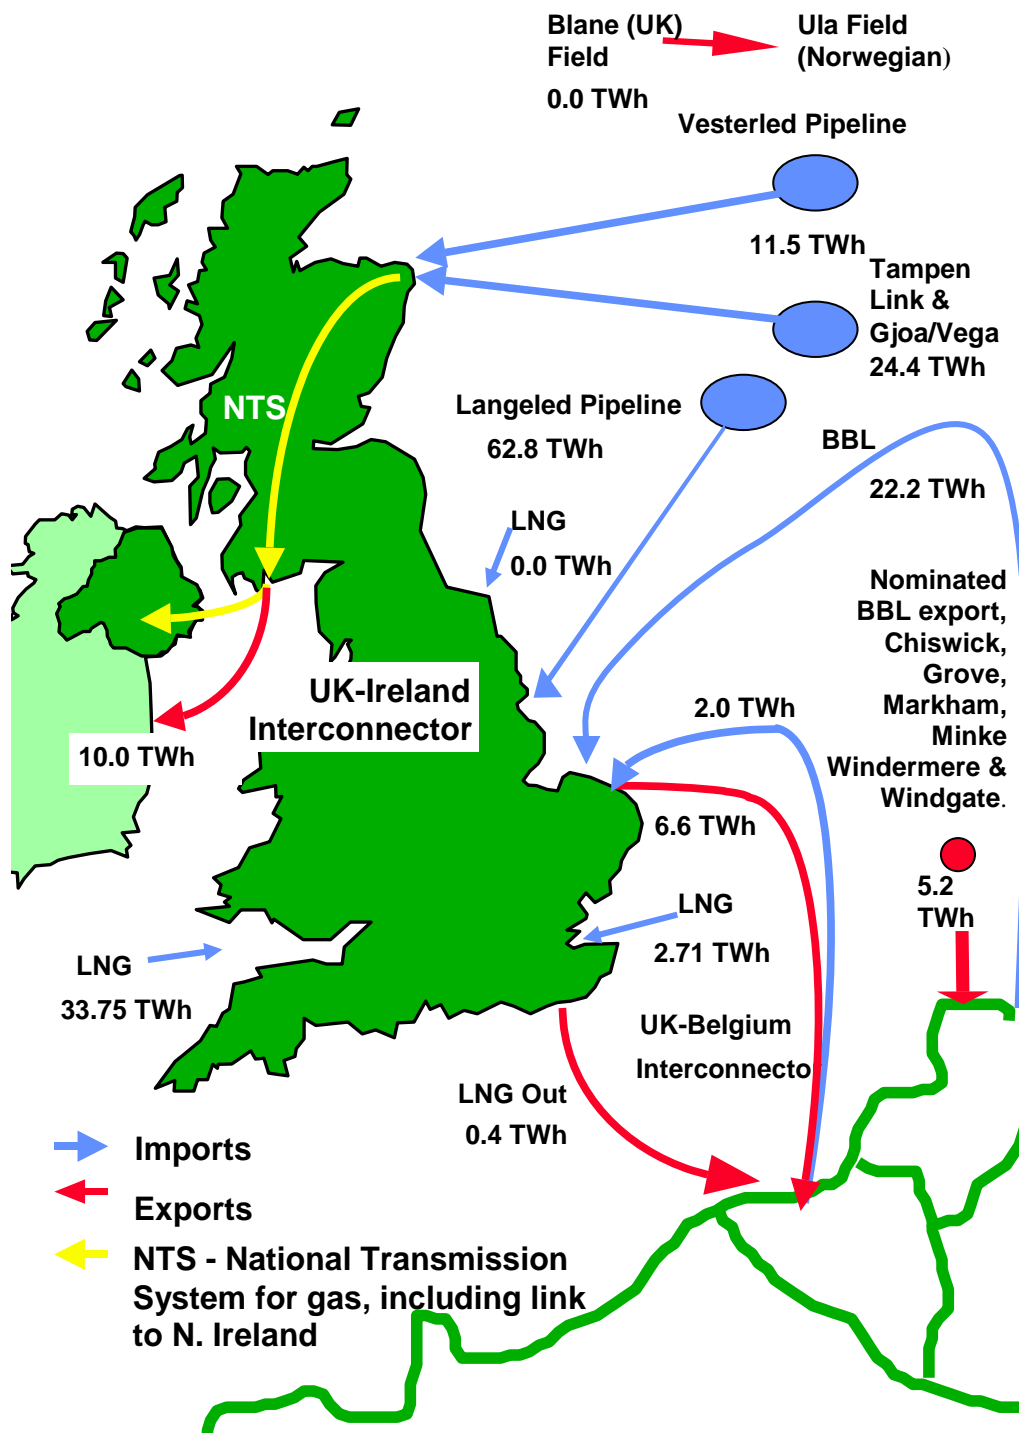 Blane (UK)
Field
0.0 TWh
Ula Field
(Norwegian)
Vesterled Pipeline
11.5 TWh
Tampen
Link &
Gjoa/Vega
24.4 TWh
NTS
Langeled Pipeline
62.8 TWh
BBL
22.2 TWh
LNG
0.0 TWh
Nominated
BBL export,
Chiswick,
Grove,
Markham,
Minke
Windermere &
Windgate.
5.2
TWh
UK-Ireland
Interconnector
10.0 TWh
2.0 TWh
6.6 TWh
LNG
2.71 TWh
LNG
33.75 TWh
UK-Belgium
Interconnecto
LNG Out
0.4 TWh
Imports
Exports
NTS - National Transmission
System for gas, including link
to N. Ireland